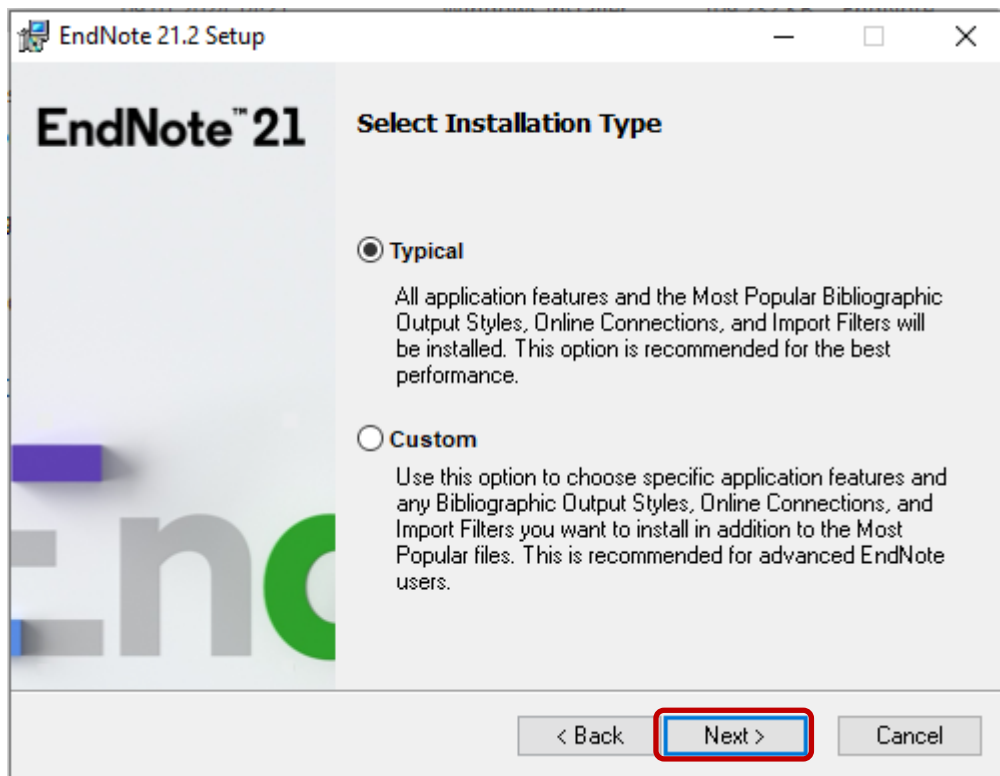 EndNote 21.2 Setup
EndNote™21
Select Installation Type
Typical
All application features and the Most Popular Bibliographic
Output Styles, Online Connections, and Import Filters will
be installed. This option is recommended for the best
performance.
Custom
Use this option to choose specific application features and
any Bibliographic Output Styles, Online Connections, and
Import Filters you want to install in addition to the Most
Popular files. This is recommended for advanced EndNote
users.
< Back
Next >
Cancel